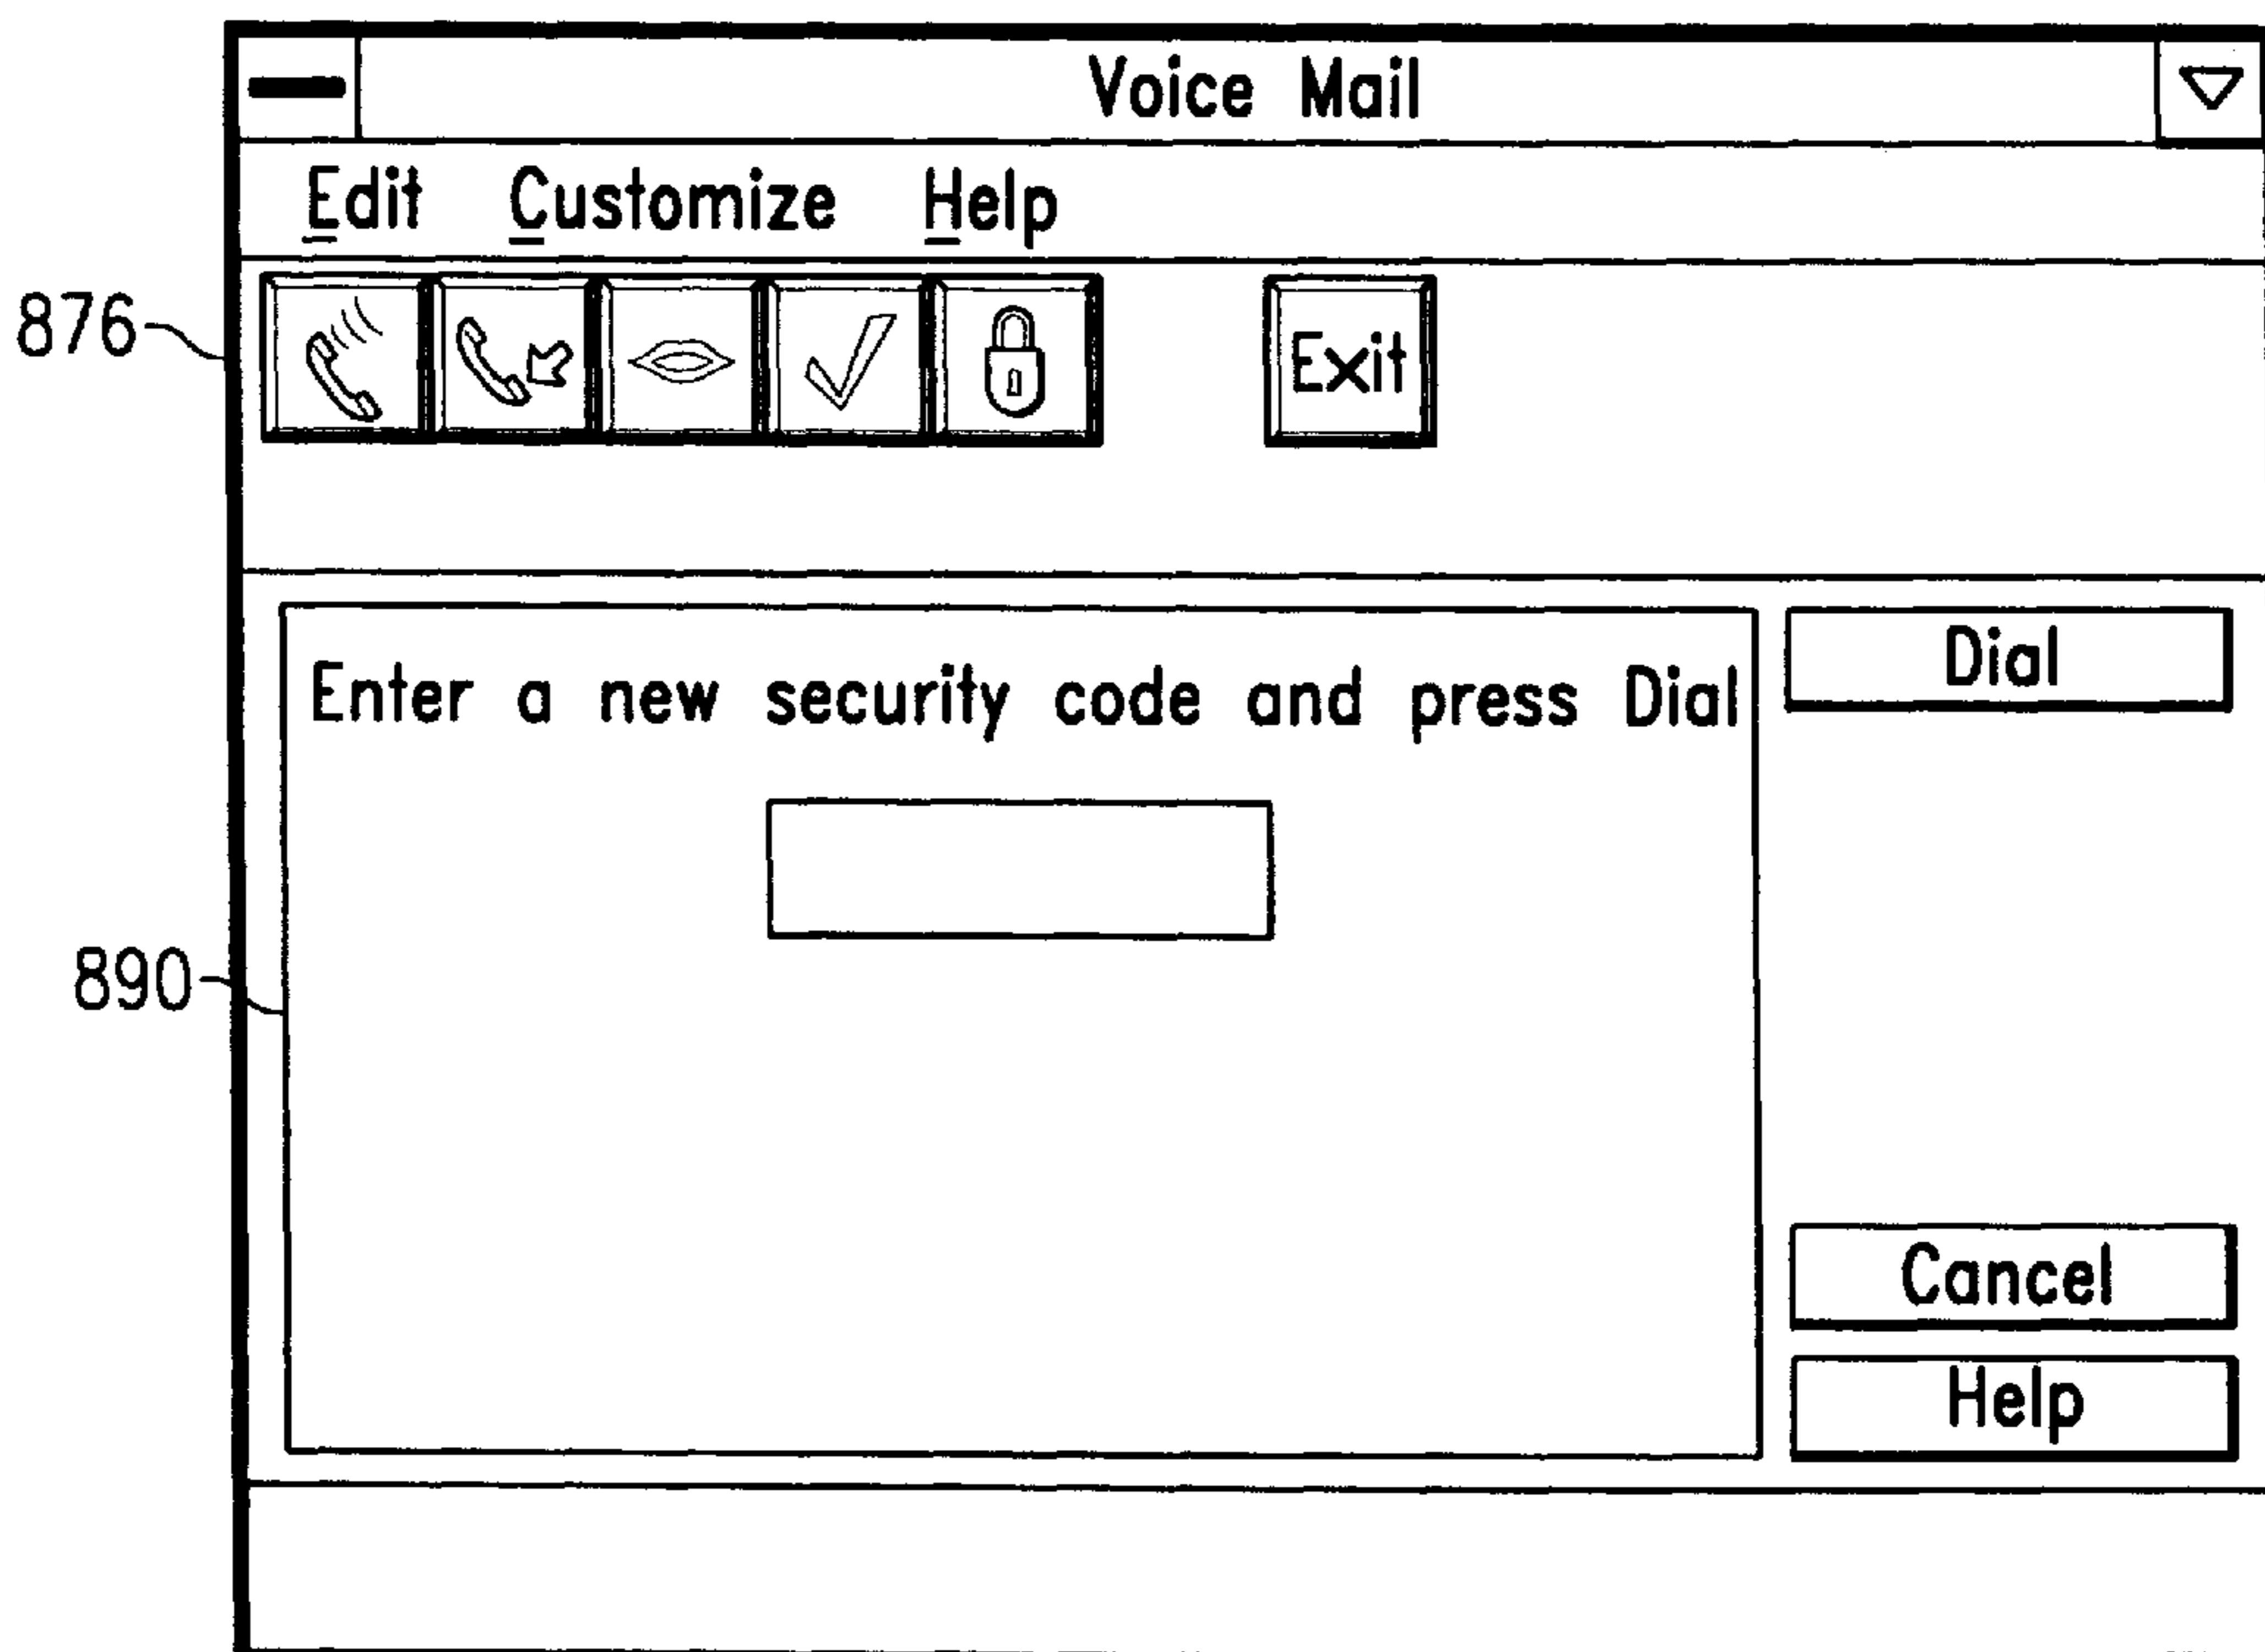 Voice Mail
Edit Customize Help
876
Exit
Enter a new security code and press Dial
Dial
890
Cancel
Help